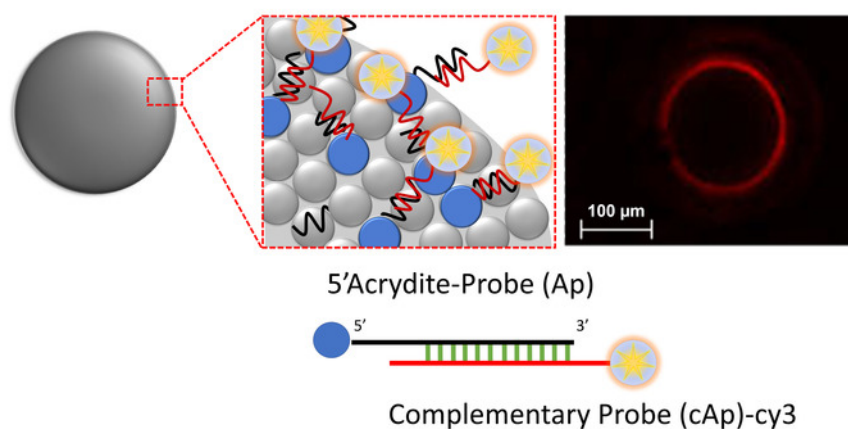 100 µm
5'Acrydite-Probe (Ap)
5' 3'
Complementary Probe (cAp)-cy3